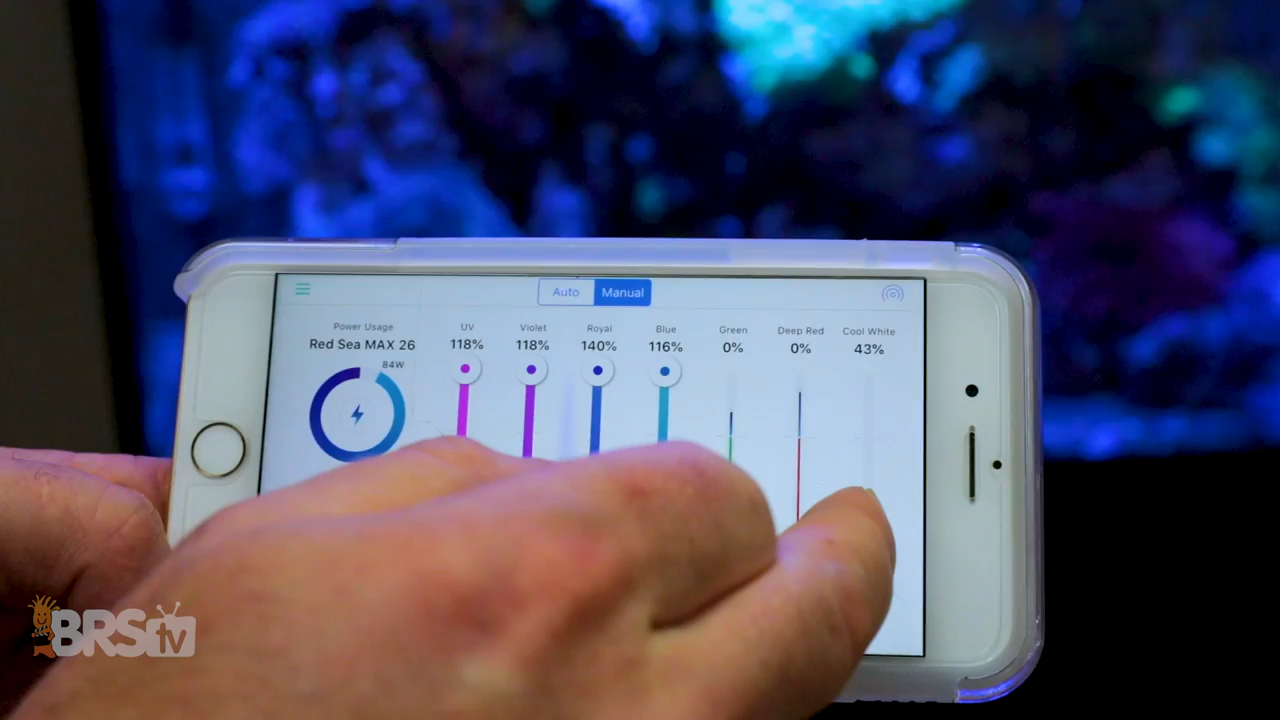 Auto Manual
Power Usage
Red Sea MAX 26
84W
UV
118%
Violet
118%
Royal
140%
Blue
116%
Green
0%
Deep Red
0%
Cool White
43%
BRStv